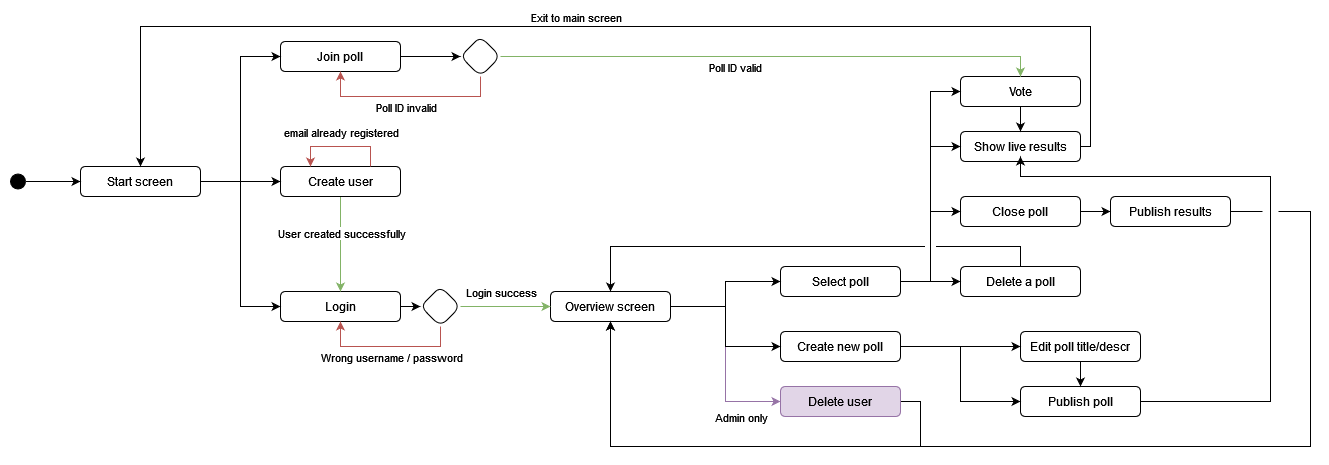 Exit to main screen
Join poll
Poll ID valid
Poll ID invalid
Vote
email already registered
Show live results
Start screen
Create user
Close poll
Publish results
User created successfully
Select poll
Delete a poll
Login
Login success
Overview screen
Wrong username / password
Create new poll
Edit poll title/descr
Delete user
Publish poll
Admin only